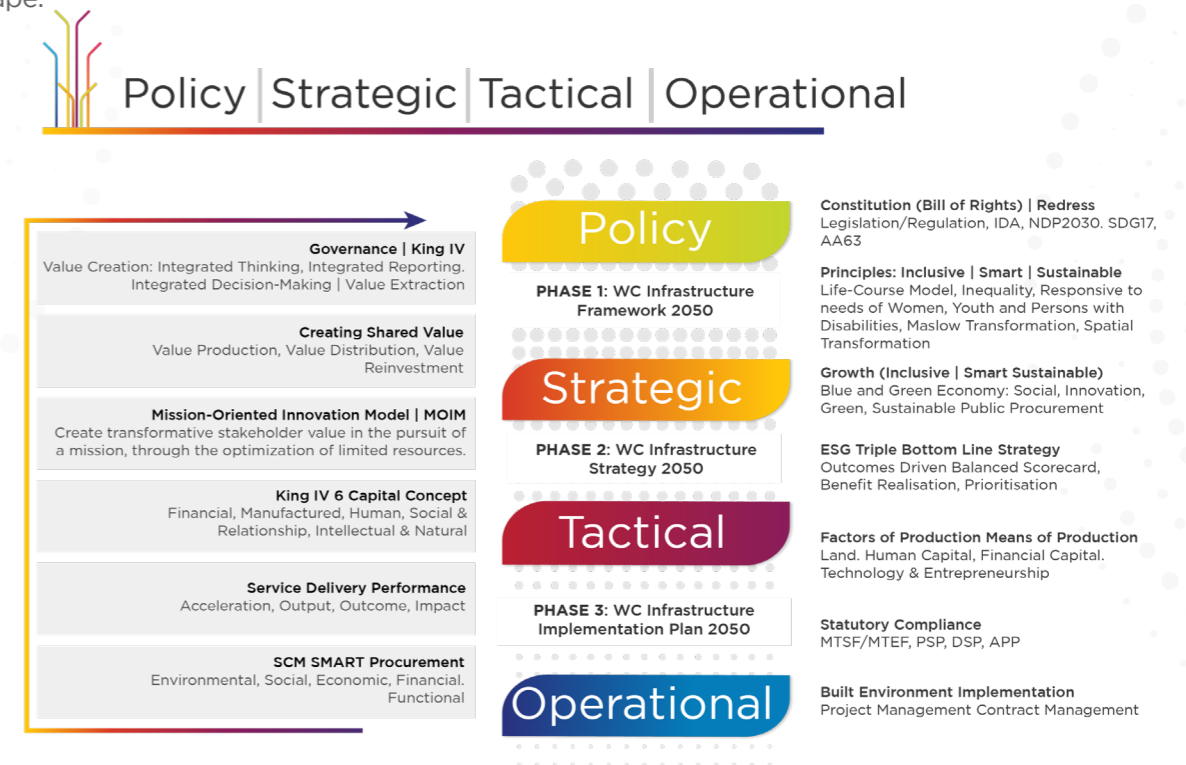 ape.
Policy | Strategic | Tactical | Operational
Governance | King IV
Value Creation: Integrated Thinking, Integrated Reporting.
Integrated Decision-Making | Value Extraction
Creating Shared Value
Value Production, Value Distribution, Value
Reinvestment
Mission-Oriented Innovation Model | MOIM
Create transformative stakeholder value in the pursuit of
a mission, through the optimization of limited resources.
King IV 6 Capital Concept
Financial, Manufactured, Human, Social &
Relationship, Intellectual & Natural
Service Delivery Performance
Acceleration, Output, Outcome, Impact
SCM SMART Procurement
Environmental, Social, Economic, Financial.
Functional
Policy
PHASE 1: WC Infrastructure
Framework 2050
Strategic
PHASE 2: WC Infrastructure
Strategy 2050
Tactical
PHASE 3: WC Infrastructure
Implementation Plan 2050
Operational
Constitution (Bill of Rights) | Redress
Legislation/Regulation, IDA, NDP2030. SDG17,
AA63
Principles: Inclusive | Smart | Sustainable
Life-Course Model, Inequality, Responsive to
needs of Women, Youth and Persons with
Disabilities, Maslow Transformation, Spatial
Transformation
Growth (Inclusive | Smart Sustainable)
Blue and Green Economy: Social, Innovation,
Green, Sustainable Public Procurement
ESG Triple Bottom Line Strategy
Outcomes Driven Balanced Scorecard,
Benefit Realisation, Prioritisation
Factors of Production Means of Production
Land. Human Capital, Financial Capital.
Technology & Entrepreneurship
Statutory Compliance
MTSF/MTEF, PSP, DSP, APP
Built Environment Implementation
Project Management Contract Management